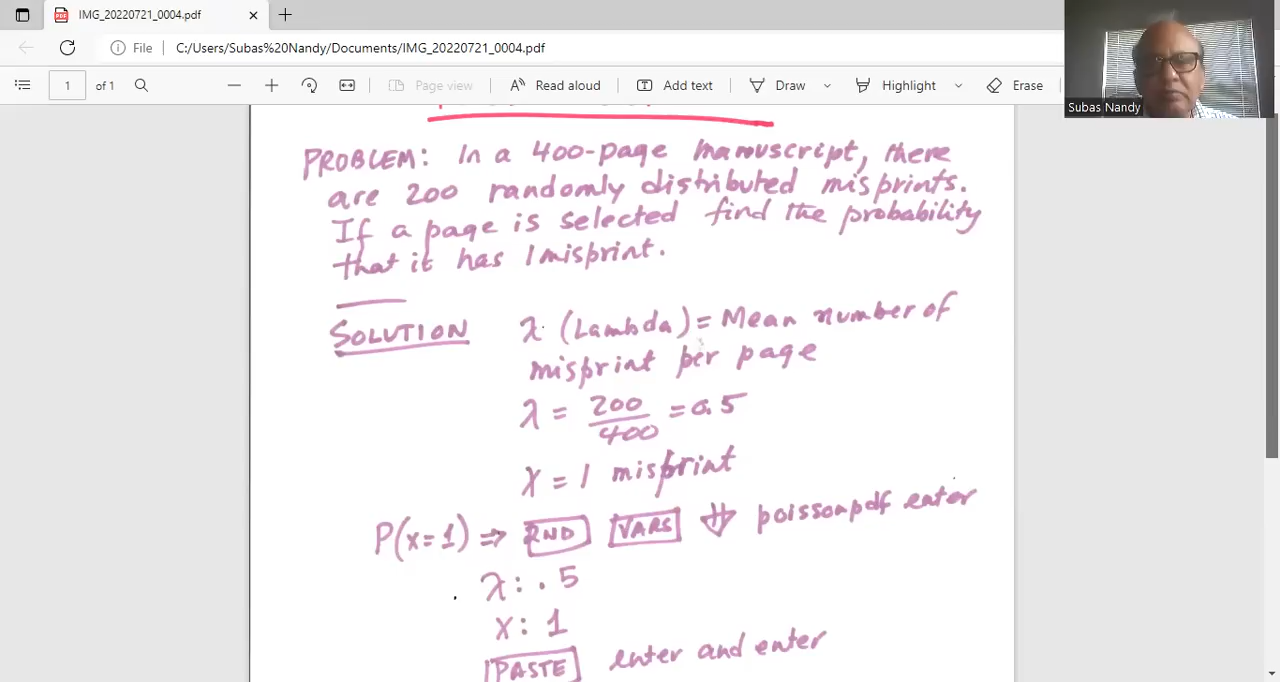 IMG_20220721_0004.pdf
File C:/Users/Subas%20Nandy/Documents/IMG_20220721_0004.pdf
1 of 1 Page view Read aloud Add text Draw Highlight Erase
Subas Nandy
PROBLEM: In a 400-page manuscript, there
are 200 randomly distributed misprints.
If a page is selected find the probability
that it has 1 misprint.
SOLUTION λ (Lambda) = Mean number of
misprint per page
λ = 200/400 = 0.5
X = 1 misprint
P(x=1) ⇒ 2ND VARS poissonpdf enter
λ: .5
x: 1
PASTE enter and enter